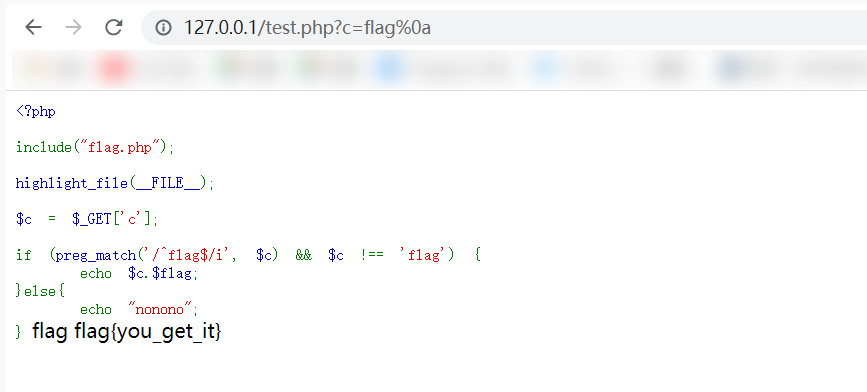 127.0.0.1/test.php?c=flag%0a
<?php
include("flag.php");
highlight_file(__FILE__);
$c = $_GET['c'];
if (preg_match('/^flag$/i', $c) && $c !== 'flag') {
echo $c.$flag;
}else{
echo "nonono";
} flag flag{you_get_it}